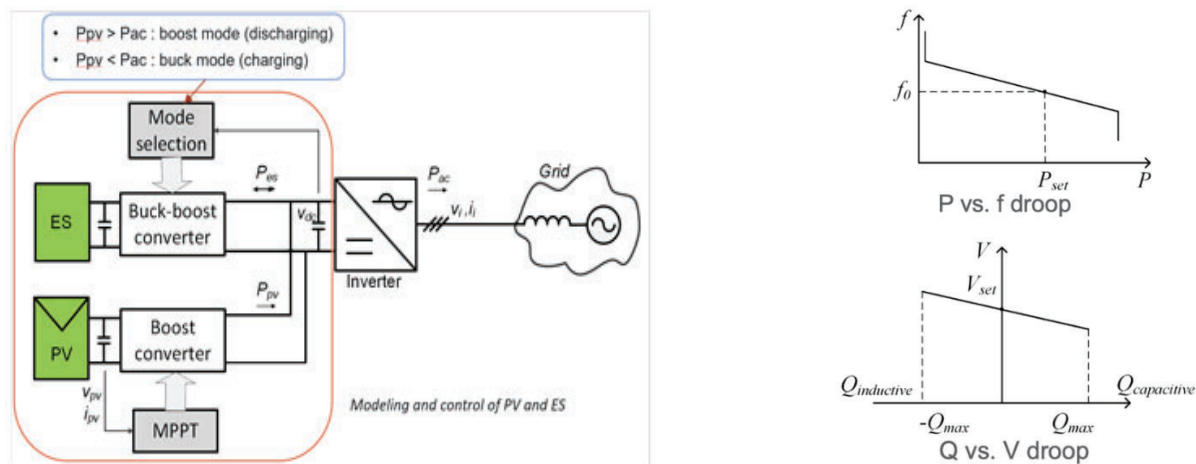 • Ppv > Pac : boost mode (discharging)
• Ppv < Pac : buck mode (charging)
Mode
selection
ES
Buck-boost
converter
Pes
vdc
Pac
vi ,ii
Grid
Inverter
PV
Boost
converter
Ppv
vpv
ipv
MPPT
Modeling and control of PV and ES
f
f0
Pset
P
P vs. f droop
V
Vset
Qinductive
Qcapacitive
-Qmax
Qmax
Q vs. V droop